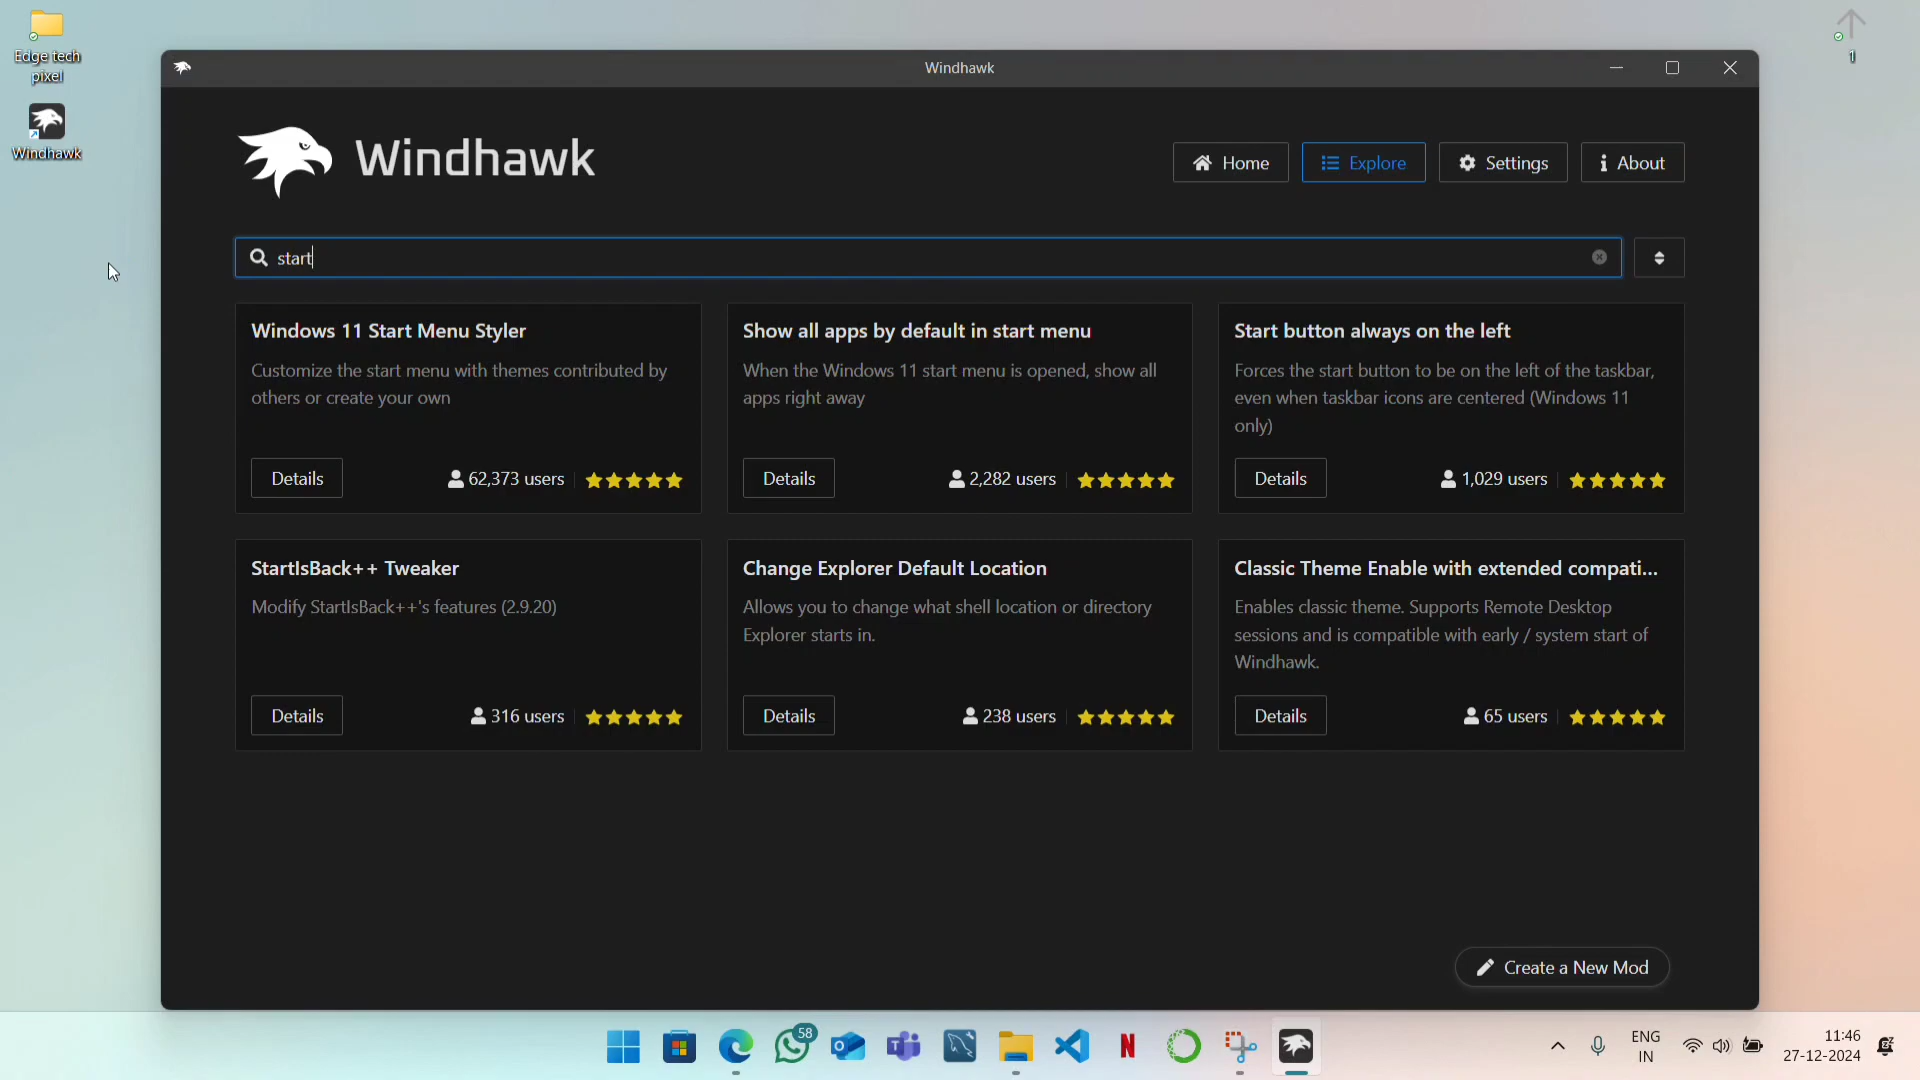 Edge tech
pixel
Windhawk
1
Windhawk
Windhawk
Home
Explore
Settings
About
start
Windows 11 Start Menu Styler
Customize the start menu with themes contributed by
others or create your own
Details
62,373 users
Show all apps by default in start menu
When the Windows 11 start menu is opened, show all
apps right away
Details
2,282 users
Start button always on the left
Forces the start button to be on the left of the taskbar,
even when taskbar icons are centered (Windows 11
only)
Details
1,029 users
StartIsBack++ Tweaker
Modify StartIsBack++'s features (2.9.20)
Details
316 users
Change Explorer Default Location
Allows you to change what shell location or directory
Explorer starts in.
Details
238 users
Classic Theme Enable with extended compati...
Enables classic theme. Supports Remote Desktop
sessions and is compatible with early / system start of
Windhawk.
Details
65 users
Create a New Mod
58
N
ENG
IN
11:46
27-12-2024